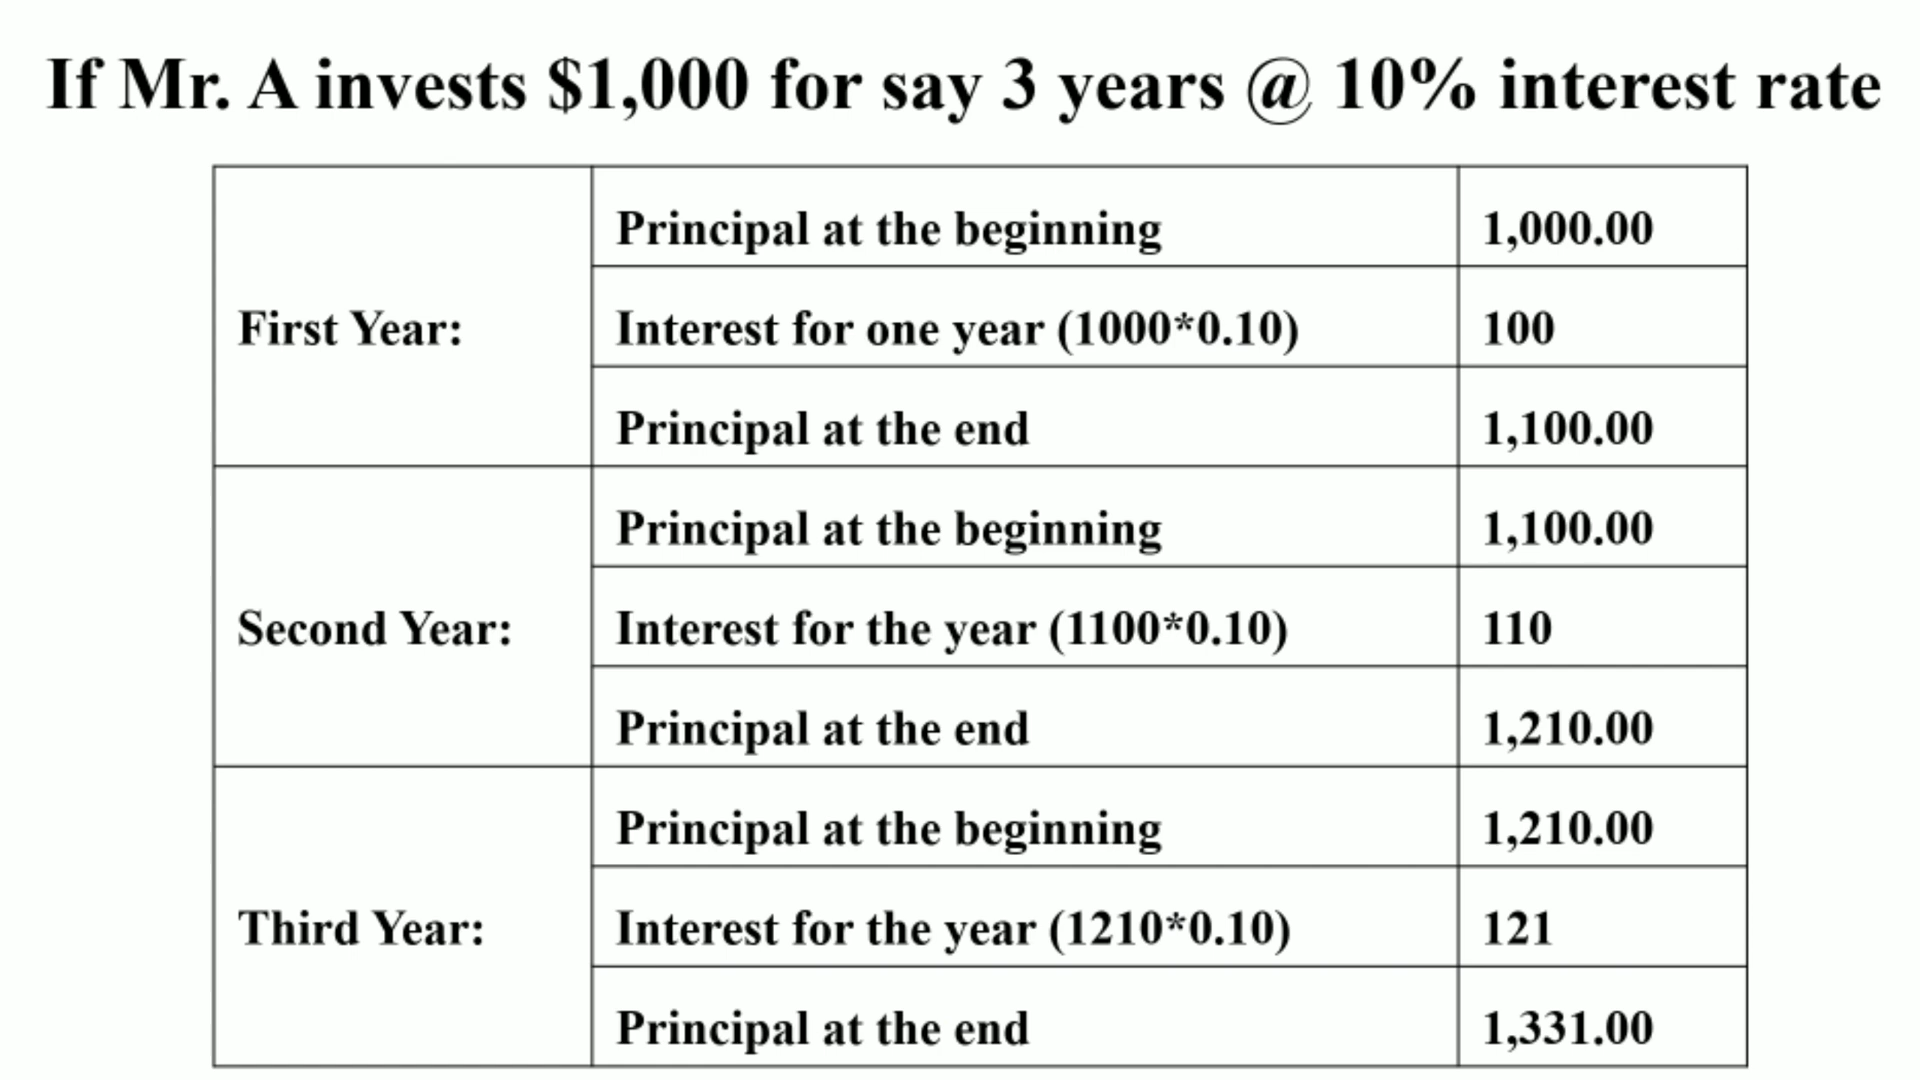 If Mr. A invests $1,000 for say 3 years @ 10% interest rate
First Year:
Principal at the beginning 1,000.00
Interest for one year (1000*0.10) 100
Principal at the end 1,100.00
Second Year:
Principal at the beginning 1,100.00
Interest for the year (1100*0.10) 110
Principal at the end 1,210.00
Third Year:
Principal at the beginning 1,210.00
Interest for the year (1210*0.10) 121
Principal at the end 1,331.00